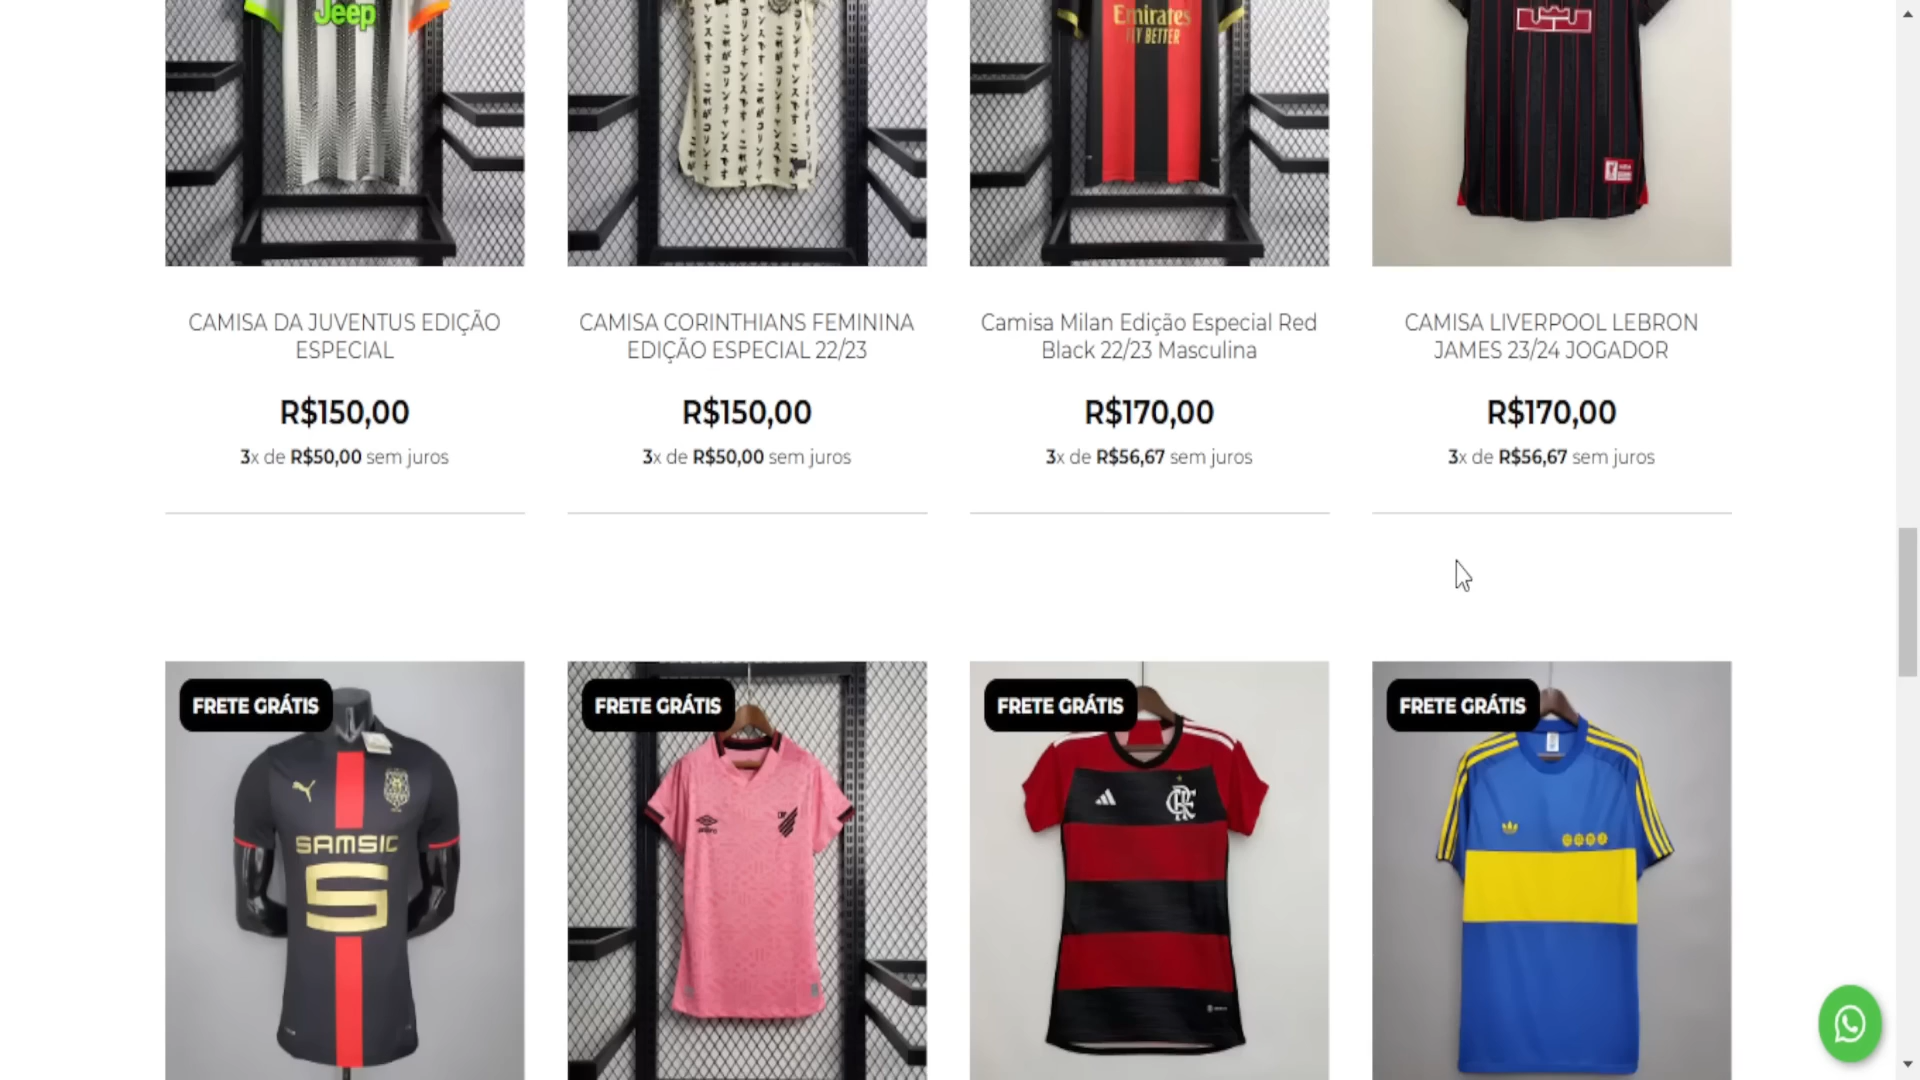 Jeep
Emirates
FLY BETTER
CAMISA DA JUVENTUS EDIÇÃO
ESPECIAL
CAMISA CORINTHIANS FEMININA
EDIÇÃO ESPECIAL 22/23
Camisa Milan Edição Especial Red
Black 22/23 Masculina
CAMISA LIVERPOOL LEBRON
JAMES 23/24 JOGADOR
R$150,00
R$150,00
R$170,00
R$170,00
3x de R$50,00 sem juros
3x de R$50,00 sem juros
3x de R$56,67 sem juros
3x de R$56,67 sem juros
FRETE GRÁTIS
FRETE GRÁTIS
FRETE GRÁTIS
FRETE GRÁTIS
SAMSIC
S